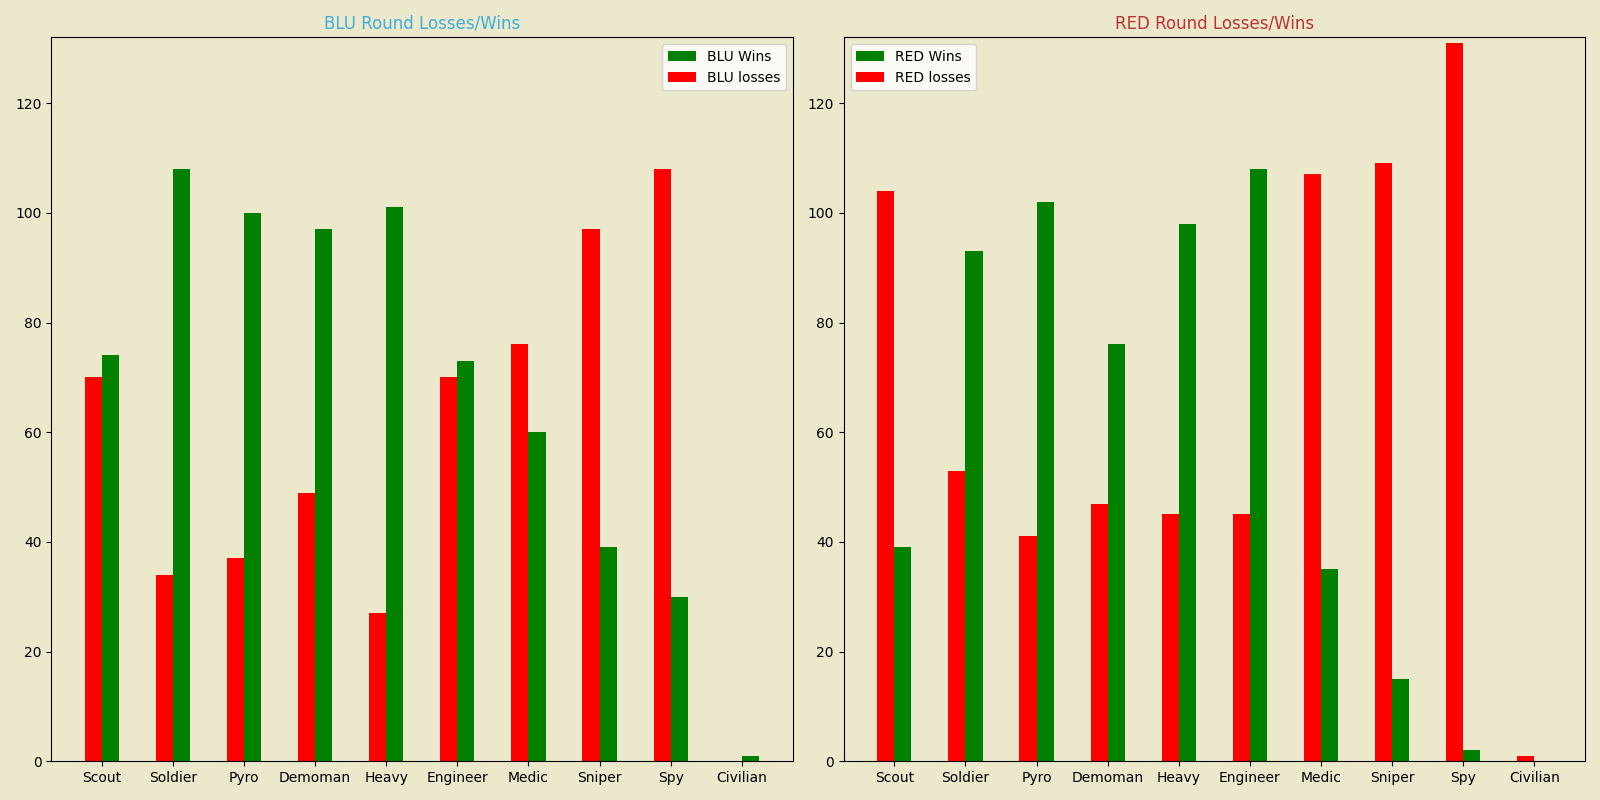 BLU Round Losses/Wins
BLU Wins
BLU losses
120
100
80
60
40
20
0
Scout Soldier Pyro Demoman Heavy Engineer Medic Sniper Spy Civilian
RED Round Losses/Wins
RED Wins
RED losses
120
100
80
60
40
20
0
Scout Soldier Pyro Demoman Heavy Engineer Medic Sniper Spy Civilian